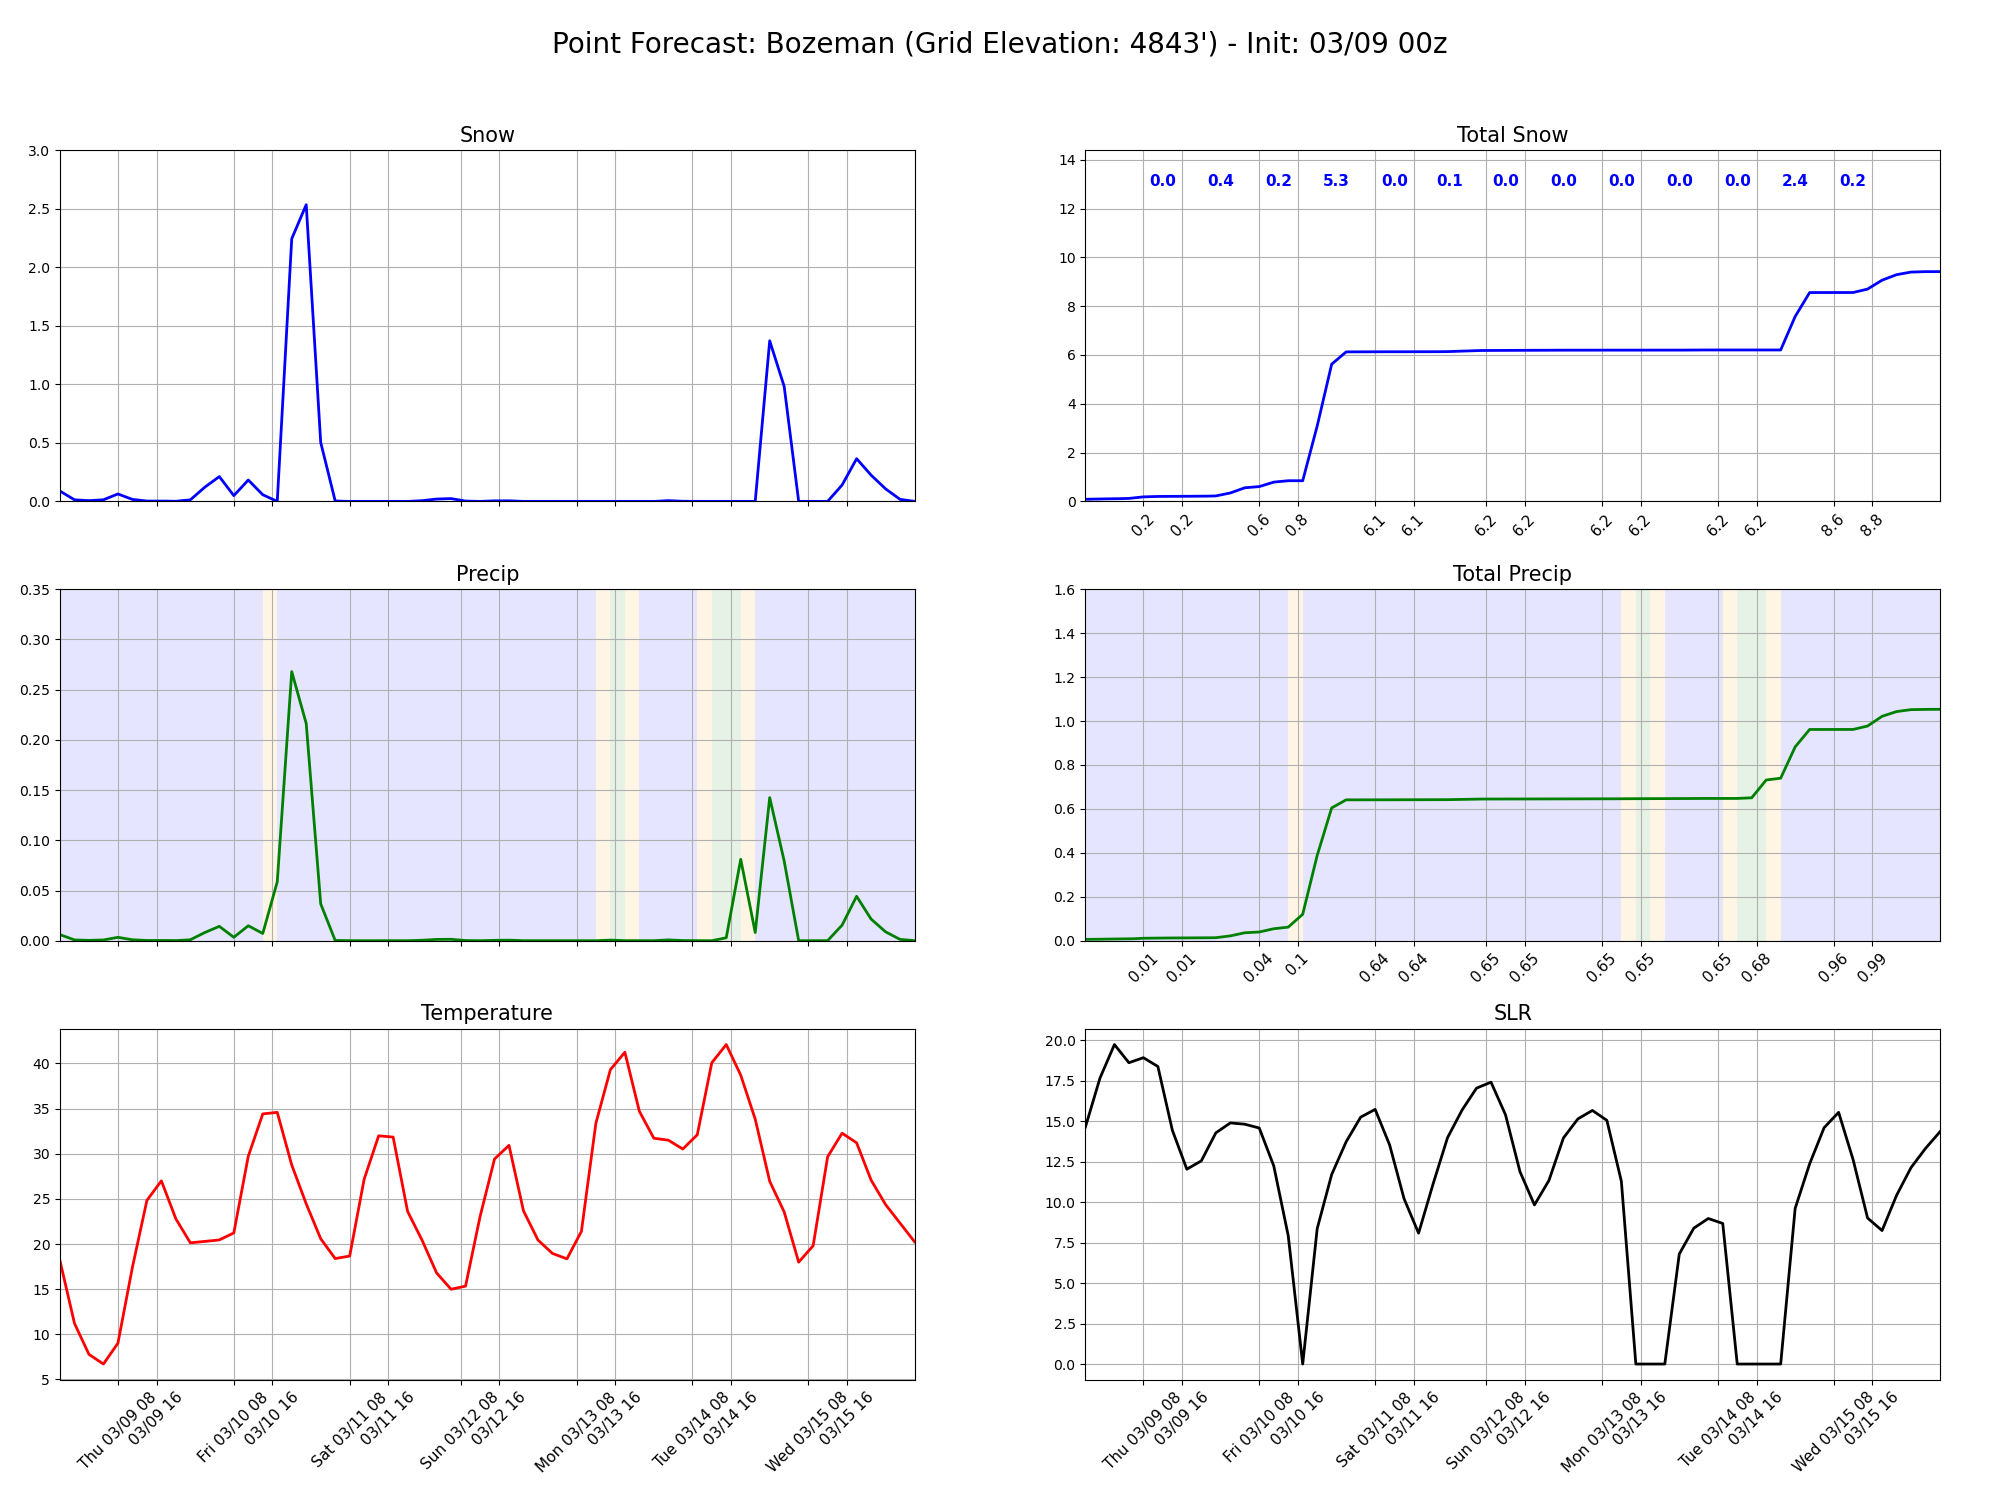 Point Forecast: Bozeman (Grid Elevation: 4843') - Init: 03/09 00z
Snow
3.0
2.5
2.0
1.5
1.0
0.5
0.0
Total Snow
14
12
10
8
6
4
2
0
0.0 0.4 0.2 5.3 0.0 0.1 0.0 0.0 0.0 0.0 0.0 2.4 0.2
0.2 0.2 0.6 0.8 6.1 6.1 6.2 6.2 6.2 6.2 6.2 6.2 8.6 8.8
Precip
0.35
0.30
0.25
0.20
0.15
0.10
0.05
0.00
Total Precip
1.6
1.4
1.2
1.0
0.8
0.6
0.4
0.2
0.0
0.01 0.01 0.04 0.1 0.64 0.64 0.65 0.65 0.65 0.65 0.65 0.68 0.96 0.99
Temperature
40
35
30
25
20
15
10
5
Thu 03/09 08
03/09 16
Fri 03/10 08
03/10 16
Sat 03/11 08
03/11 16
Sun 03/12 08
03/12 16
Mon 03/13 08
03/13 16
Tue 03/14 08
03/14 16
Wed 03/15 08
03/15 16
SLR
20.0
17.5
15.0
12.5
10.0
7.5
5.0
2.5
0.0
Thu 03/09 08
03/09 16
Fri 03/10 08
03/10 16
Sat 03/11 08
03/11 16
Sun 03/12 08
03/12 16
Mon 03/13 08
03/13 16
Tue 03/14 08
03/14 16
Wed 03/15 08
03/15 16